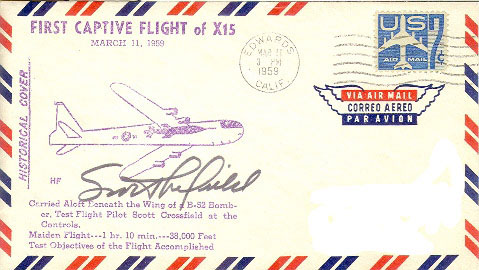 FIRST CAPTIVE FLIGHT of X15
MARCH 11, 1959
HISTORICAL COVER
EDWARDS
MAR 11
3 PM
1959
CALIF.
US
7¢
AIR MAIL
VIA AIR MAIL
CORREO AEREO
PAR AVION
HF
Scott Crossfield
Carried Aloft Beneath the Wing of a B-52 Bomb-
er, Test Flight Pilot Scott Crossfield at the
Controls.
Maiden Flight---1 hr. 10 min.---38,000 Feet
Test Objectives of the Flight Accomplished